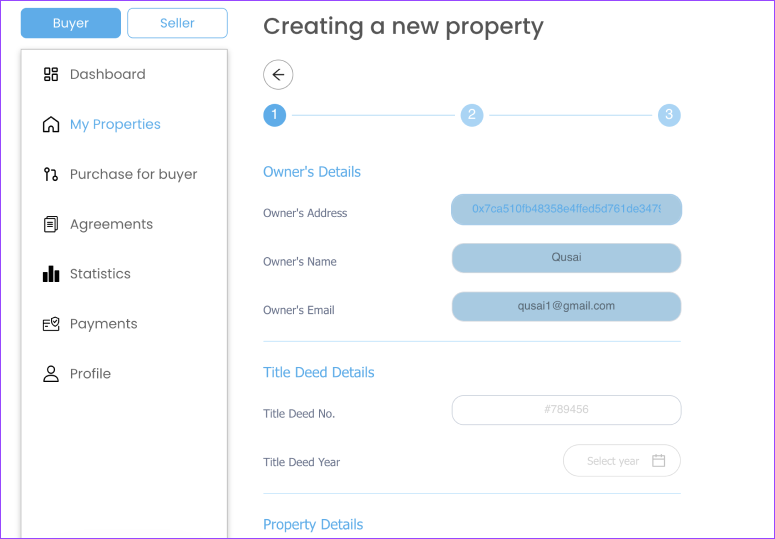 Buyer
Seller
Dashboard
My Properties
Purchase for buyer
Agreements
Statistics
Payments
Profile
Creating a new property
1
2
3
Owner's Details
Owner's Address
0x7ca510fb48358e4ffed5d761de3479
Owner's Name
Qusai
Owner's Email
qusai1@gmail.com
Title Deed Details
Title Deed No.
#789456
Title Deed Year
Select year
Property Details